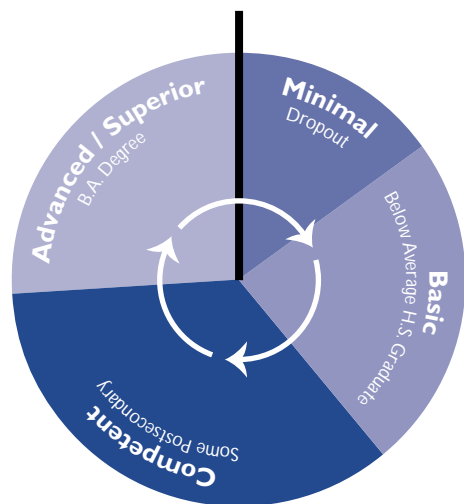 Minimal
Dropout
Basic
Below Average H.S. Graduate
Competent
Some Postsecondary
Advanced / Superior
B.A. Degree